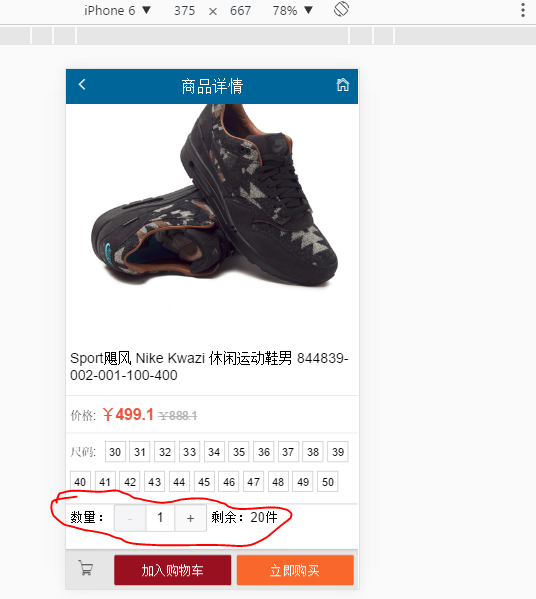 iPhone 6 ▼ 375 × 667 78% ▼
商品详情
Sport飓风 Nike Kwazi 休闲运动鞋男 844839-
002-001-100-400
价格: ￥499.1 ￥888.1
尺码: 30 31 32 33 34 35 36 37 38 39
40 41 42 43 44 45 46 47 48 49 50
数量： - 1 + 剩余：20件
加入购物车 立即购买